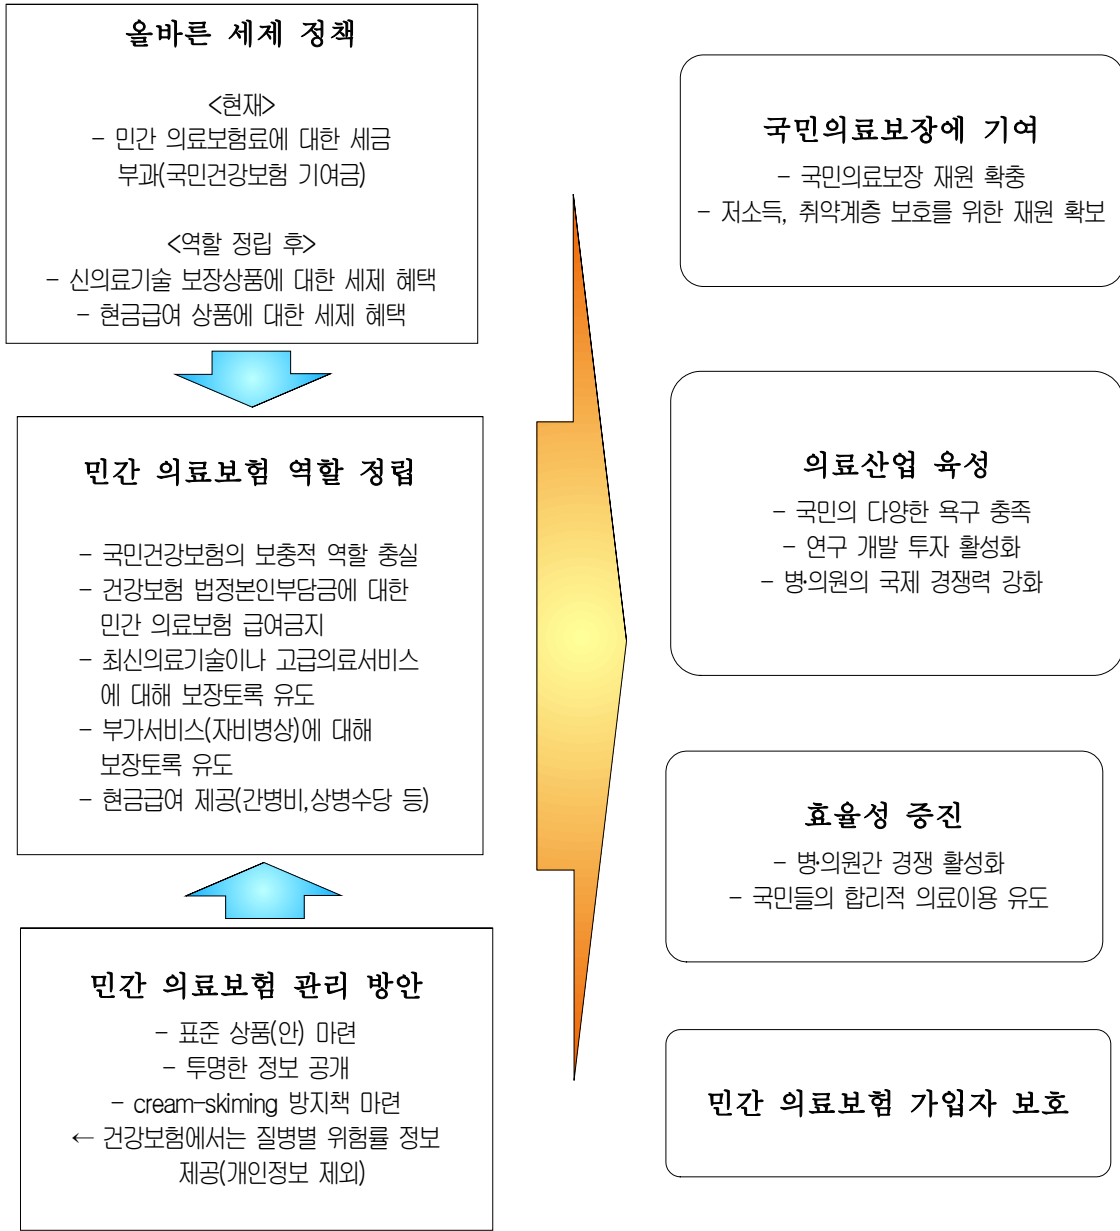 올바른 세제 정책
<현재>
- 민간 의료보험료에 대한 세금
부과(국민건강보험 기여금)
<역할 정립 후>
- 신의료기술 보장상품에 대한 세제 혜택
- 현금급여 상품에 대한 세제 혜택
민간 의료보험 역할 정립
- 국민건강보험의 보충적 역할 충실
- 건강보험 법정본인부담금에 대한
민간 의료보험 급여금지
- 최신의료기술이나 고급의료서비스
에 대해 보장토록 유도
- 부가서비스(자비병상)에 대해
보장토록 유도
- 현금급여 제공(간병비,상병수당 등)
민간 의료보험 관리 방안
- 표준 상품(안) 마련
- 투명한 정보 공개
- cream-skiming 방지책 마련
← 건강보험에서는 질병별 위험률 정보
제공(개인정보 제외)
국민의료보장에 기여
- 국민의료보장 재원 확충
- 저소득, 취약계층 보호를 위한 재원 확보
의료산업 육성
- 국민의 다양한 욕구 충족
- 연구 개발 투자 활성화
- 병·의원의 국제 경쟁력 강화
효율성 증진
- 병·의원간 경쟁 활성화
- 국민들의 합리적 의료이용 유도
민간 의료보험 가입자 보호